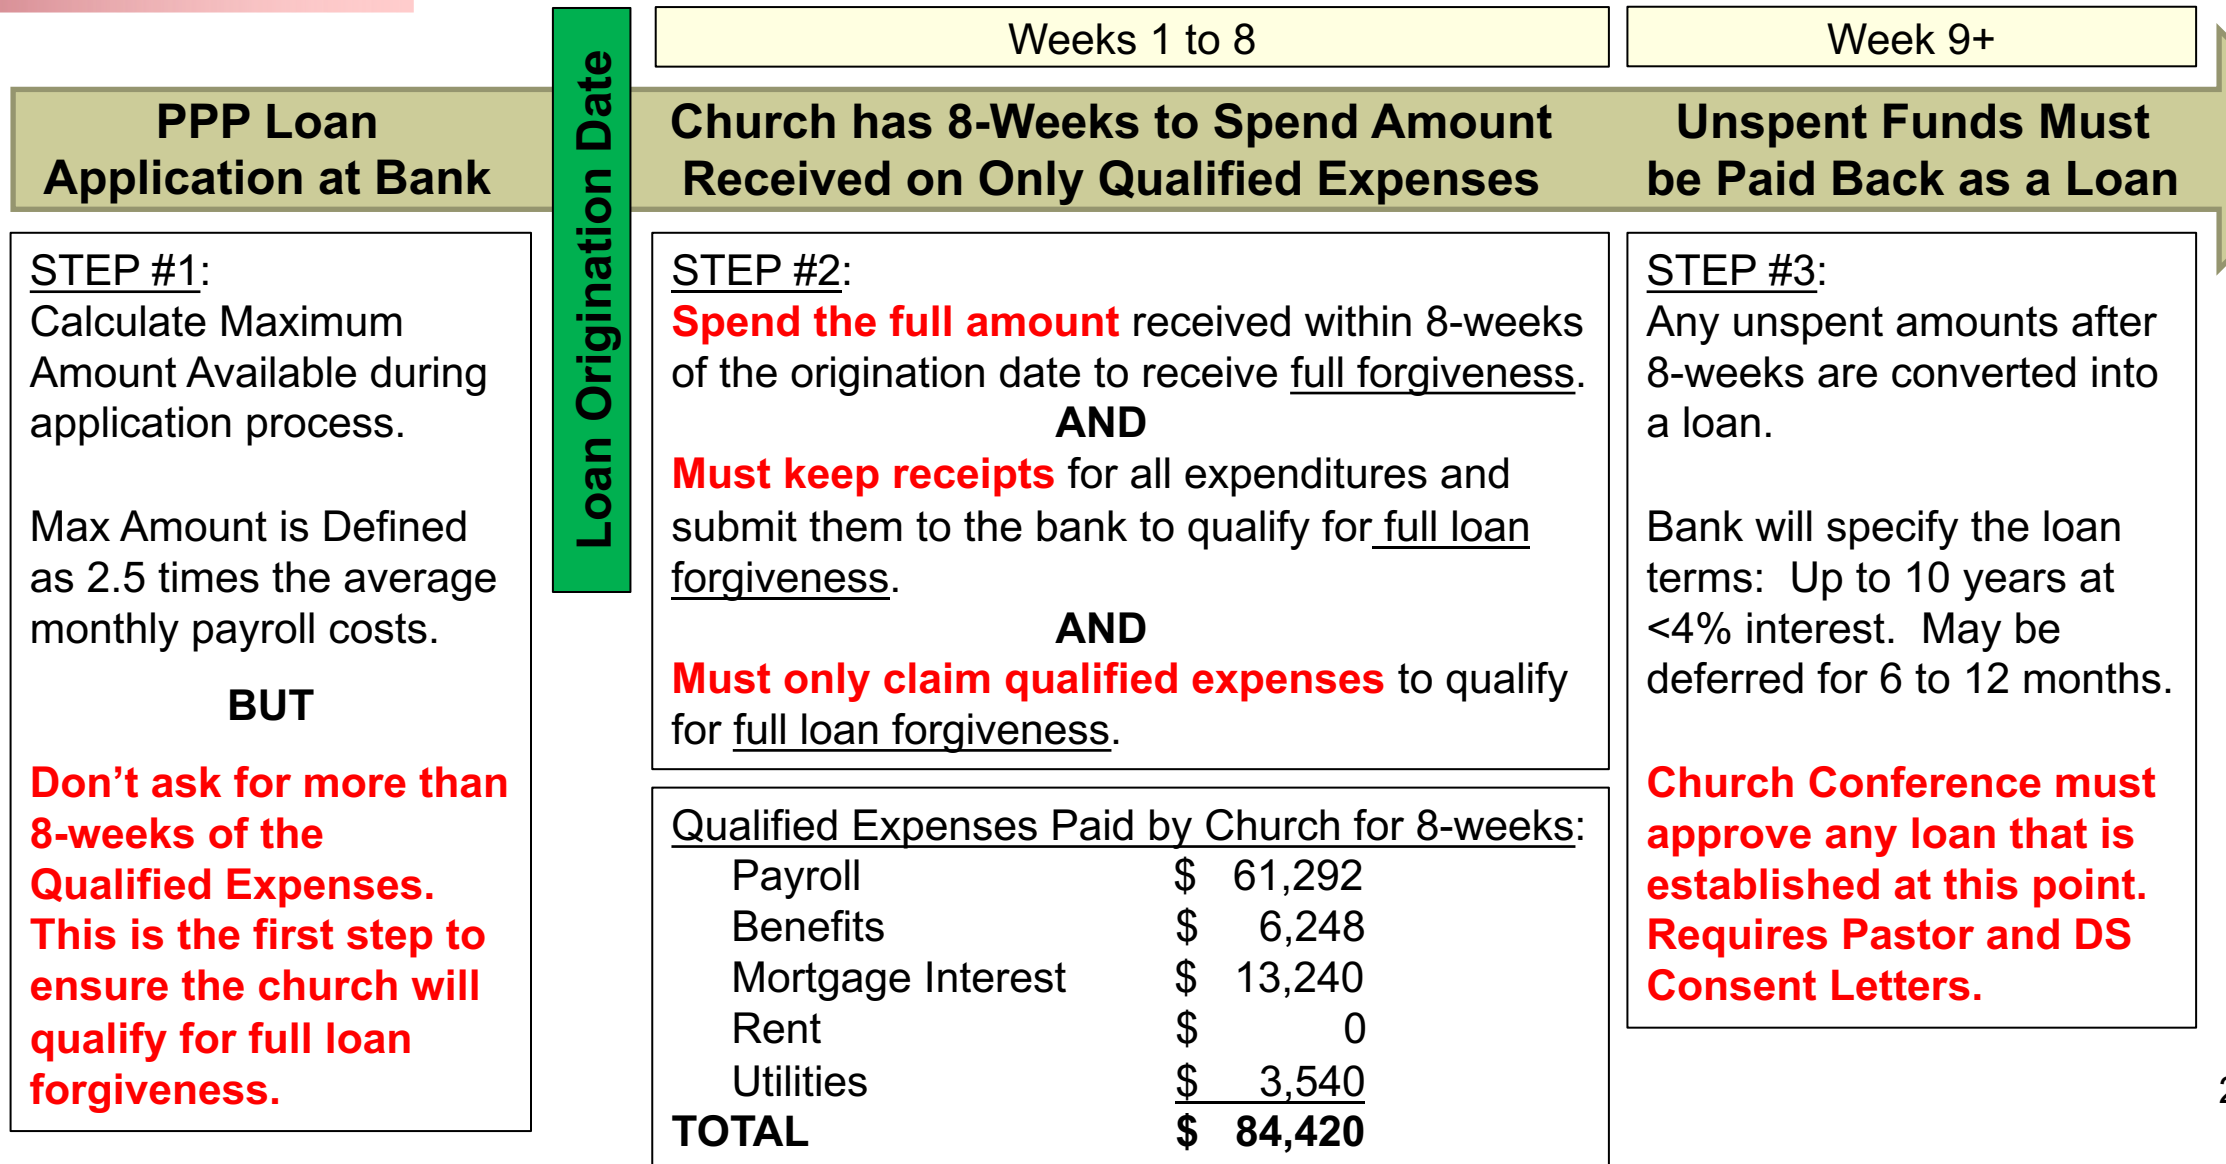 Weeks 1 to 8
Week 9+
PPP Loan
Application at Bank
Loan Origination Date
Church has 8-Weeks to Spend Amount
Received on Only Qualified Expenses
Unspent Funds Must
be Paid Back as a Loan
STEP #1:
Calculate Maximum
Amount Available during
application process.
Max Amount is Defined
as 2.5 times the average
monthly payroll costs.
BUT
Don’t ask for more than
8-weeks of the
Qualified Expenses.
This is the first step to
ensure the church will
qualify for full loan
forgiveness.
STEP #2:
Spend the full amount received within 8-weeks
of the origination date to receive full forgiveness.
AND
Must keep receipts for all expenditures and
submit them to the bank to qualify for full loan
forgiveness.
AND
Must only claim qualified expenses to qualify
for full loan forgiveness.
Qualified Expenses Paid by Church for 8-weeks:
Payroll $ 61,292
Benefits $ 6,248
Mortgage Interest $ 13,240
Rent $ 0
Utilities $ 3,540
TOTAL $ 84,420
STEP #3:
Any unspent amounts after
8-weeks are converted into
a loan.
Bank will specify the loan
terms: Up to 10 years at
<4% interest. May be
deferred for 6 to 12 months.
Church Conference must
approve any loan that is
established at this point.
Requires Pastor and DS
Consent Letters.